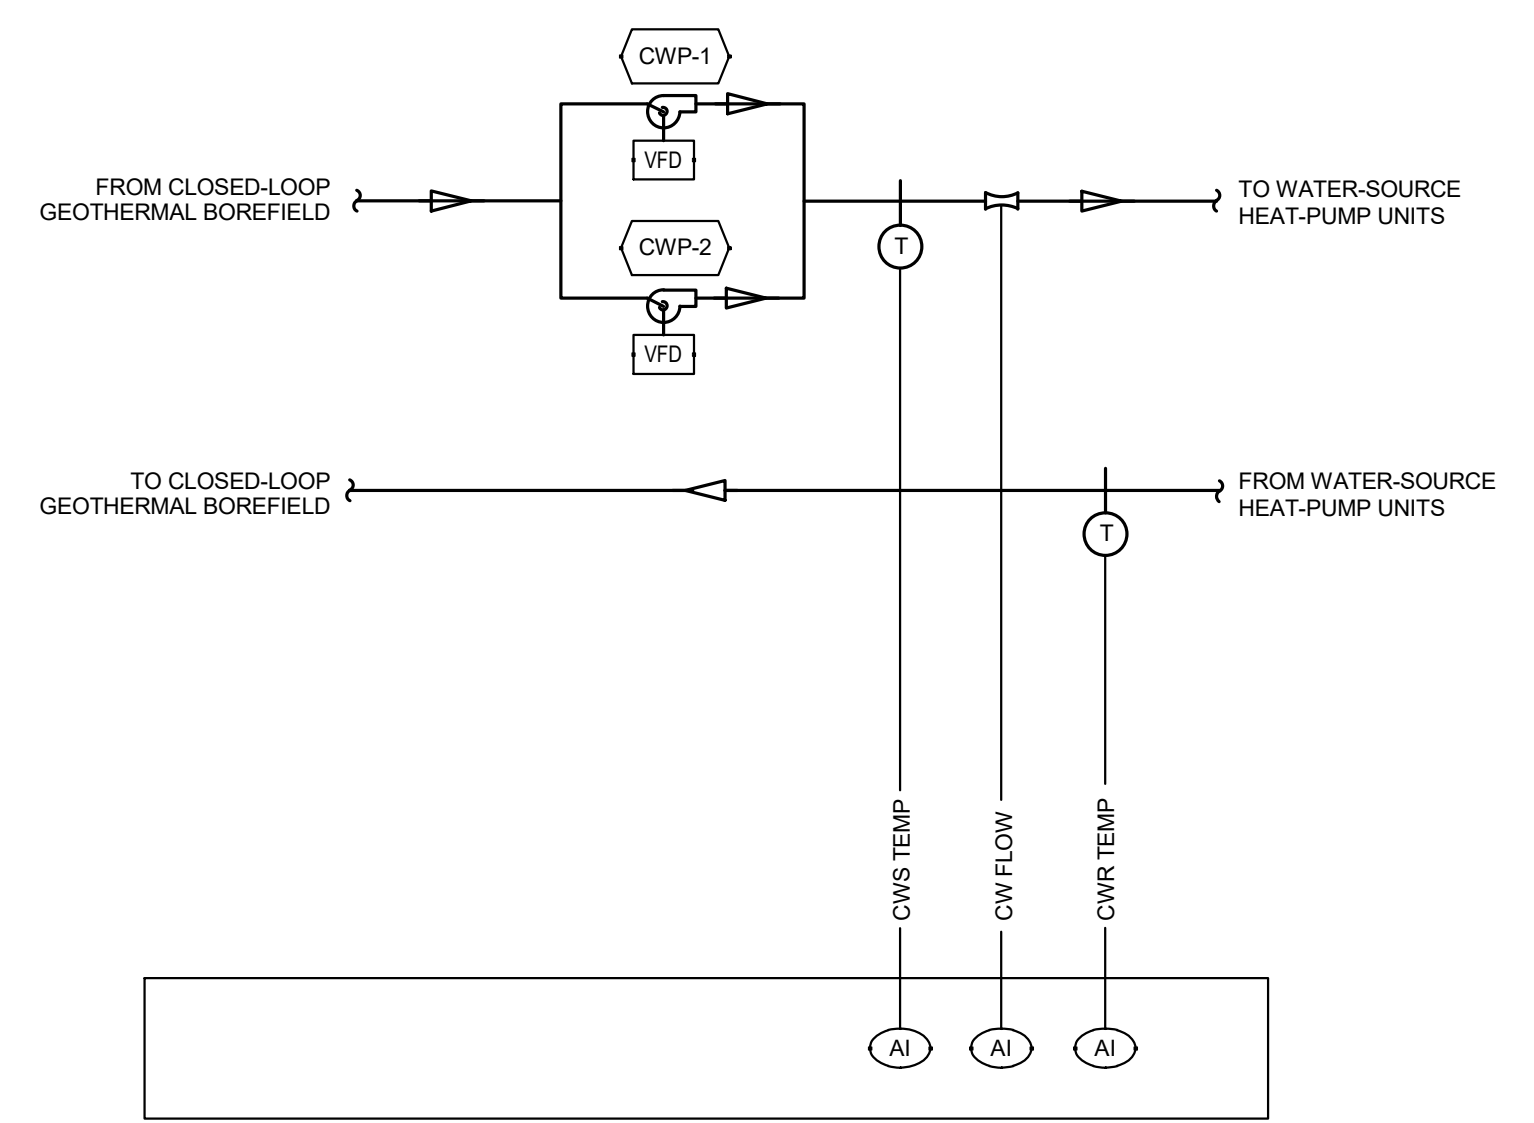 CWP-1
VFD
FROM CLOSED-LOOP
GEOTHERMAL BOREFIELD
TO WATER-SOURCE
HEAT-PUMP UNITS
CWP-2
T
VFD
TO CLOSED-LOOP
GEOTHERMAL BOREFIELD
FROM WATER-SOURCE
HEAT-PUMP UNITS
T
CWS TEMP
CW FLOW
CWR TEMP
AI
AI
AI